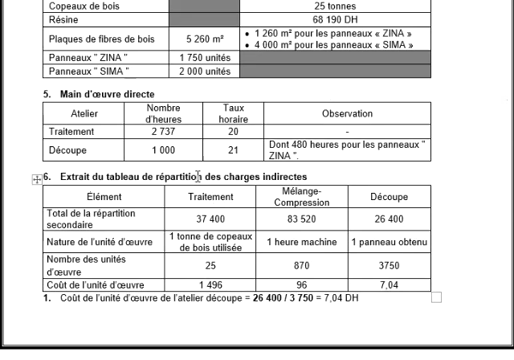 Copeaux de bois 25 tonnes
Résine 68 190 DH
Plaques de fibres de bois 5 260 m² • 1 260 m² pour les panneaux « ZINA »
• 4 000 m² pour les panneaux « SIMA »
Panneaux " ZINA " 1 750 unités
Panneaux " SIMA " 2 000 unités
5. Main d'œuvre directe
Atelier Nombre d'heures Taux horaire Observation
Traitement 2 737 20 -
Découpe 1 000 21 Dont 480 heures pour les panneaux " ZINA ".
6. Extrait du tableau de répartition des charges indirectes
Élément Traitement Mélange-Compression Découpe
Total de la répartition secondaire 37 400 83 520 26 400
Nature de l'unité d'œuvre 1 tonne de copeaux de bois utilisée 1 heure machine 1 panneau obtenu
Nombre des unités d'œuvre 25 870 3750
Coût de l'unité d'œuvre 1 496 96 7,04
1. Coût de l'unité d'œuvre de l'atelier découpe = 26 400 / 3 750 = 7,04 DH